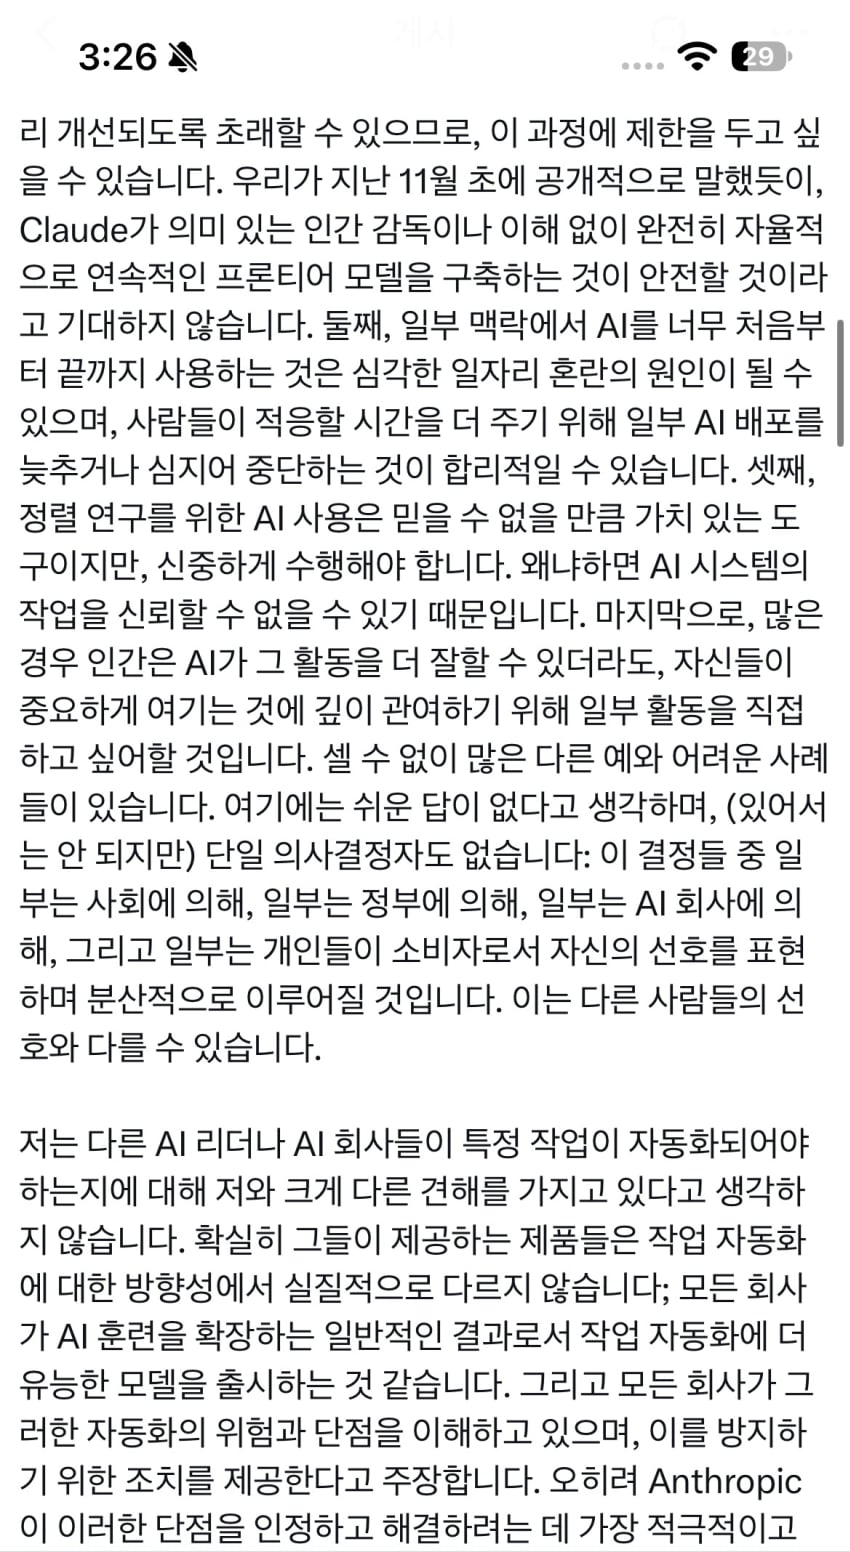 3:26
29
리 개선되도록 초래할 수 있으므로, 이 과정에 제한을 두고 싶
을 수 있습니다. 우리가 지난 11월 초에 공개적으로 말했듯이,
Claude가 의미 있는 인간 감독이나 이해 없이 완전히 자율적
으로 연속적인 프론티어 모델을 구축하는 것이 안전할 것이라
고 기대하지 않습니다. 둘째, 일부 맥락에서 AI를 너무 처음부
터 끝까지 사용하는 것은 심각한 일자리 혼란의 원인이 될 수
있으며, 사람들이 적응할 시간을 더 주기 위해 일부 AI 배포를
늦추거나 심지어 중단하는 것이 합리적일 수 있습니다. 셋째,
정렬 연구를 위한 AI 사용은 믿을 수 없을 만큼 가치 있는 도
구이지만, 신중하게 수행해야 합니다. 왜냐하면 AI 시스템의
작업을 신뢰할 수 없을 수 있기 때문입니다. 마지막으로, 많은
경우 인간은 AI가 그 활동을 더 잘할 수 있더라도, 자신들이
중요하게 여기는 것에 깊이 관여하기 위해 일부 활동을 직접
하고 싶어할 것입니다. 셀 수 없이 많은 다른 예와 어려운 사례
들이 있습니다. 여기에는 쉬운 답이 없다고 생각하며, (있어서
는 안 되지만) 단일 의사결정자도 없습니다: 이 결정들 중 일
부는 사회에 의해, 일부는 정부에 의해, 일부는 AI 회사에 의
해, 그리고 일부는 개인들이 소비자로서 자신의 선호를 표현
하며 분산적으로 이루어질 것입니다. 이는 다른 사람들의 선
호와 다를 수 있습니다.
저는 다른 AI 리더나 AI 회사들이 특정 작업이 자동화되어야
하는지에 대해 저와 크게 다른 견해를 가지고 있다고 생각하
지 않습니다. 확실히 그들이 제공하는 제품들은 작업 자동화
에 대한 방향성에서 실질적으로 다르지 않습니다; 모든 회사
가 AI 훈련을 확장하는 일반적인 결과로서 작업 자동화에 더
유능한 모델을 출시하는 것 같습니다. 그리고 모든 회사가 그
러한 자동화의 위험과 단점을 이해하고 있으며, 이를 방지하
기 위한 조치를 제공한다고 주장합니다. 오히려 Anthropic
이 이러한 단점을 인정하고 해결하려는 데 가장 적극적이고